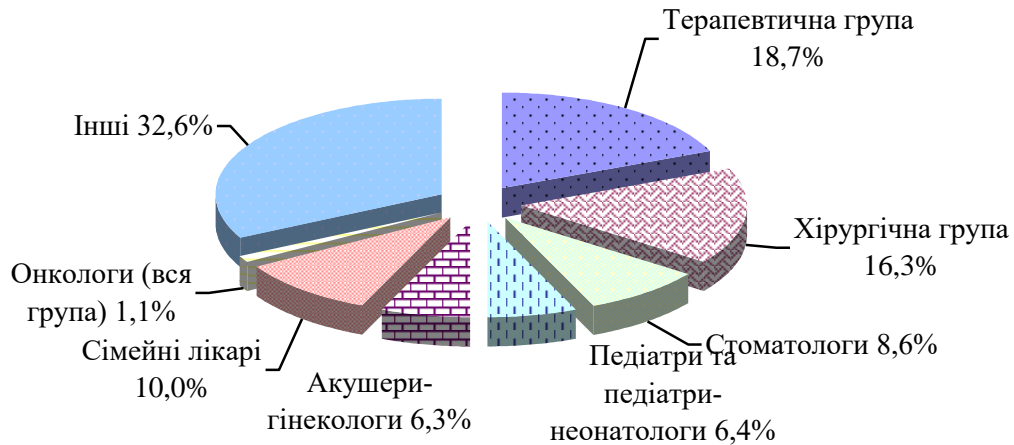 Терапевтична група
18,7%
Інші 32,6%
Хірургічна група
16,3%
Онкологи (вся
група) 1,1%
Стоматологи 8,6%
Сімейні лікарі
10,0%
Педіатри та
педіатри-
неонатологи 6,4%
Акушери-
гінекологи 6,3%